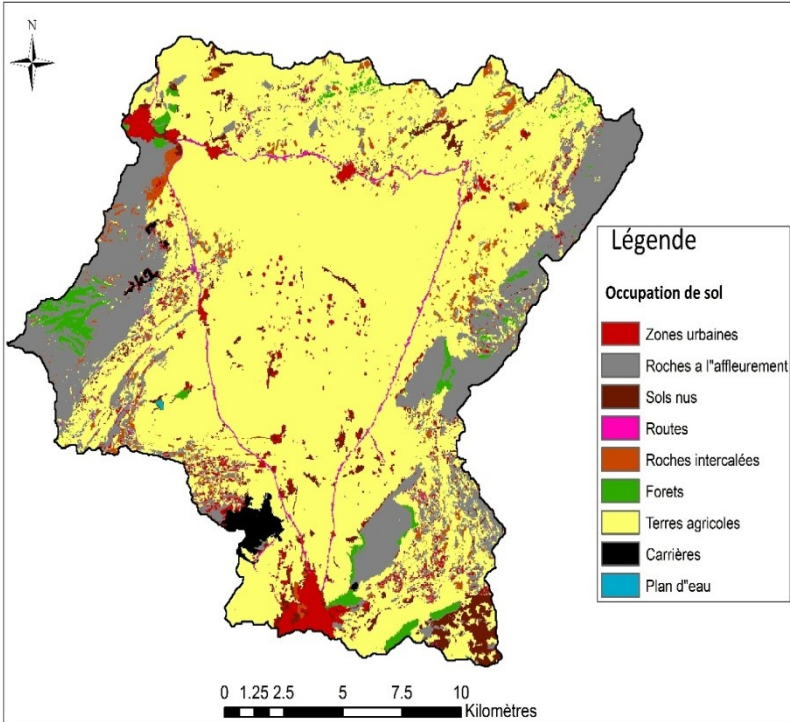 N
Légende
Occupation de sol
Zones urbaines
Roches a l"affleurement
Sols nus
Routes
Roches intercalées
Forets
Terres agricoles
Carrières
Plan d"eau
0 1.25 2.5 5 7.5 10
Kilomètres